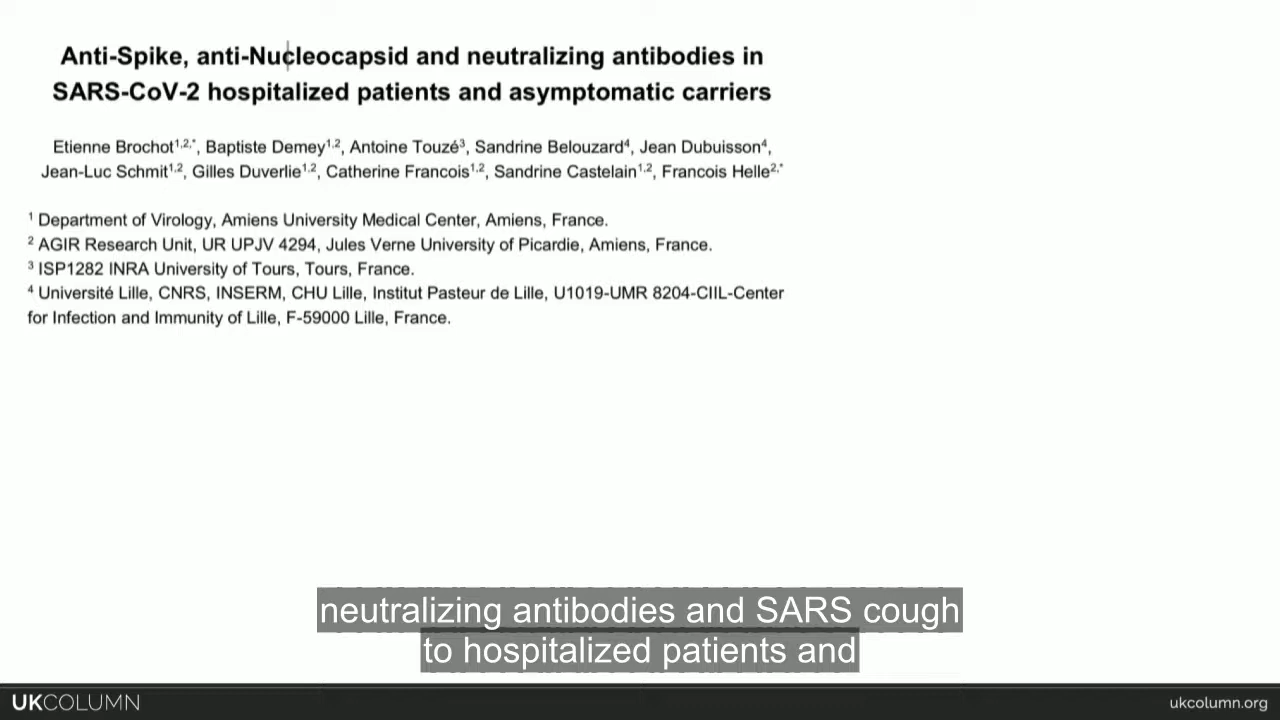 Anti-Spike, anti-Nucleocapsid and neutralizing antibodies in
SARS-CoV-2 hospitalized patients and asymptomatic carriers
Etienne Brochot1,2,*, Baptiste Demey1,2, Antoine Touzé3, Sandrine Belouzard4, Jean Dubuisson4,
Jean-Luc Schmit1,2, Gilles Duverlie1,2, Catherine Francois1,2, Sandrine Castelain1,2, Francois Helle2,*
1 Department of Virology, Amiens University Medical Center, Amiens, France.
2 AGIR Research Unit, UR UPJV 4294, Jules Verne University of Picardie, Amiens, France.
3 ISP1282 INRA University of Tours, Tours, France.
4 Université Lille, CNRS, INSERM, CHU Lille, Institut Pasteur de Lille, U1019-UMR 8204-CIIL-Center
for Infection and Immunity of Lille, F-59000 Lille, France.
neutralizing antibodies and SARS cough
to hospitalized patients and
UKCOLUMN
ukcolumn.org